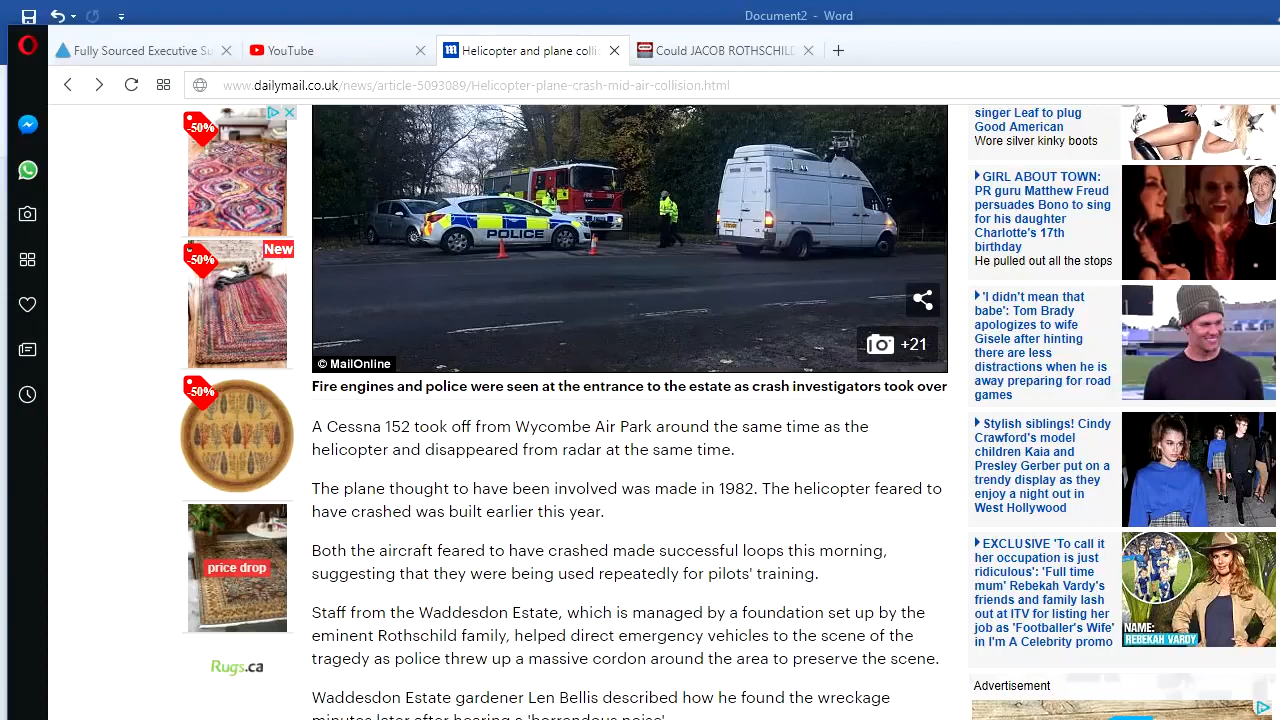 Document2 - Word
Fully Sourced Executive Su
YouTube
Helicopter and plane collis
Could JACOB ROTHSCHILD
www.dailymail.co.uk/news/article-5093089/Helicopter-plane-crash-mid-air-collision.html
-50%
New
-50%
-50%
price drop
Rugs.ca
POLICE
FIRE
+21
© MailOnline
Fire engines and police were seen at the entrance to the estate as crash investigators took over
A Cessna 152 took off from Wycombe Air Park around the same time as the
helicopter and disappeared from radar at the same time.
The plane thought to have been involved was made in 1982. The helicopter feared to
have crashed was built earlier this year.
Both the aircraft feared to have crashed made successful loops this morning,
suggesting that they were being used repeatedly for pilots' training.
Staff from the Waddesdon Estate, which is managed by a foundation set up by the
eminent Rothschild family, helped direct emergency vehicles to the scene of the
tragedy as police threw up a massive cordon around the area to preserve the scene.
Waddesdon Estate gardener Len Bellis described how he found the wreckage
minutes later after hearing a 'horrendous noise'.
singer Leaf to plug
Good American
Wore silver kinky boots
GIRL ABOUT TOWN:
PR guru Matthew Freud
persuades Bono to sing
for his daughter
Charlotte's 17th
birthday
He pulled out all the stops
'I didn't mean that
babe': Tom Brady
apologizes to wife
Gisele after hinting
there are less
distractions when he is
away preparing for road
games
Stylish siblings! Cindy
Crawford's model
children Kaia and
Presley Gerber put on a
trendy display as they
enjoy a night out in
West Hollywood
EXCLUSIVE 'To call it
her occupation is just
ridiculous': 'Full time
mum' Rebekah Vardy's
friends and family lash
out at ITV for listing her
job as 'Footballer's Wife'
in I'm A Celebrity promo
NAME:
REBEKAH VARDY
Advertisement